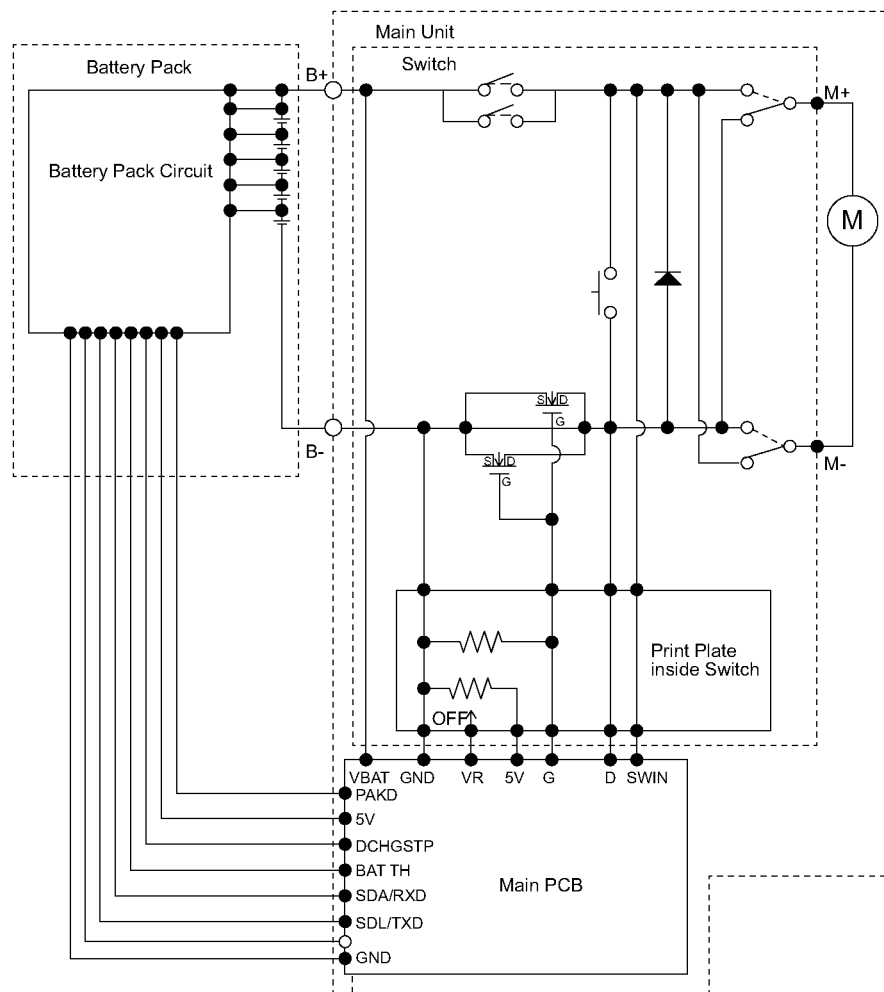 Main Unit
Battery Pack
B+
Switch
M+
Battery Pack Circuit
M
S D
G
B-
M-
S D
G
Print Plate
inside Switch
OFF
VBAT GND VR 5V G D SWIN
PAKD
5V
DCHGSTP
BAT TH
Main PCB
SDA/RXD
SDL/TXD
GND